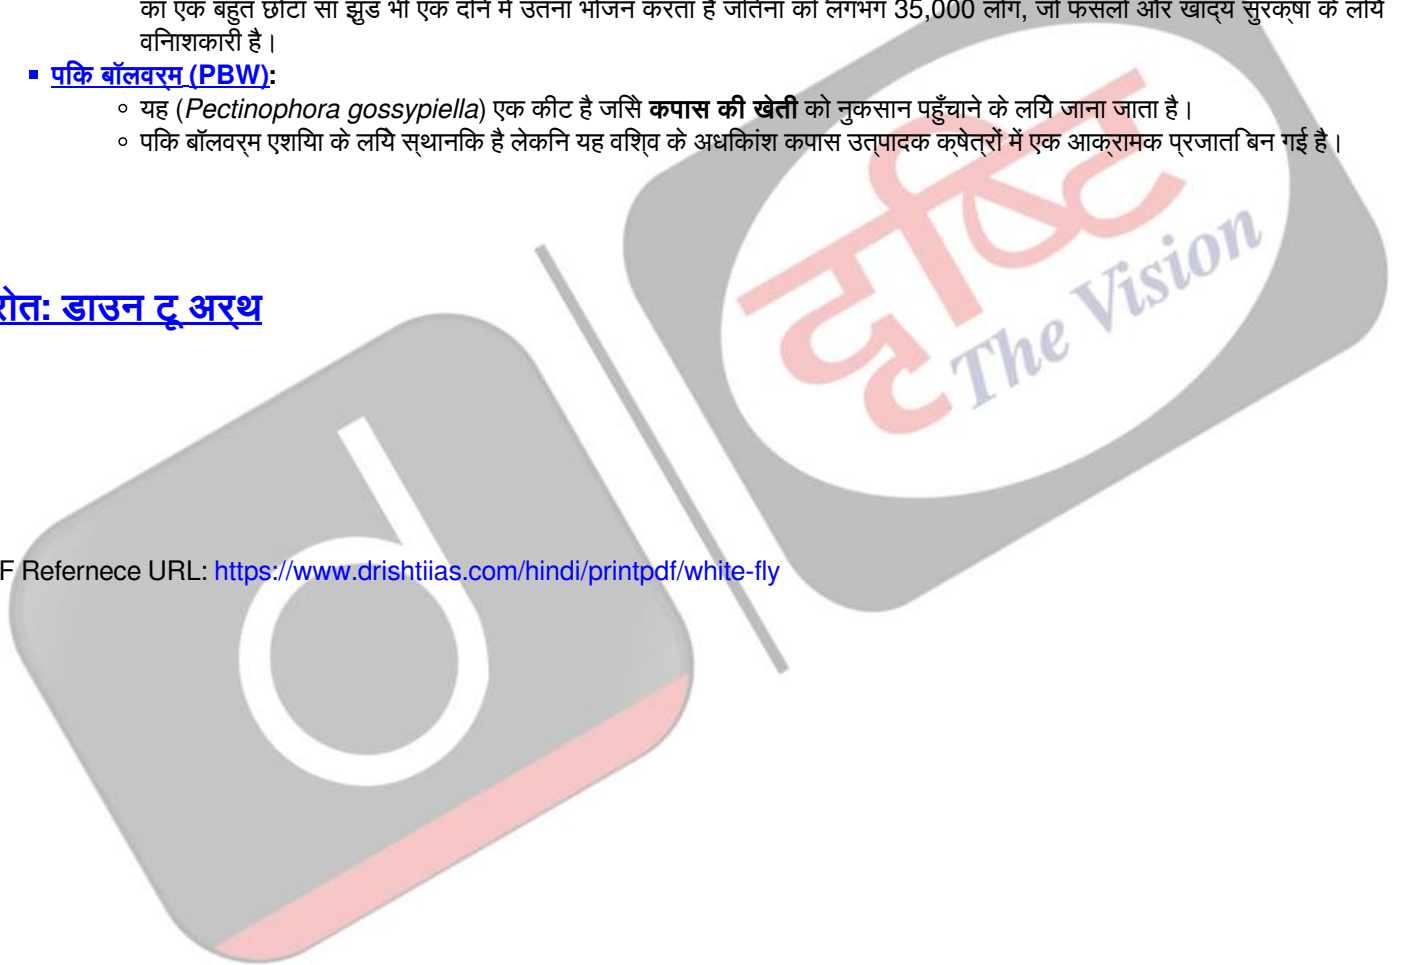 का एक बहुत छोटा सा झुंड भी एक दिन में उतना भोजन करता है जितना की लगभग 35,000 लोग, जो फसलों और खाद्य सुरक्षा के लिये
विनाशकारी है।
पिंक बॉलवर्म (PBW):
यह (Pectinophora gossypiella) एक कीट है जिसे कपास की खेती को नुकसान पहुँचाने के लिये जाना जाता है।
पिंक बॉलवर्म एशिया के लिये स्थानिक है लेकिन यह विश्व के अधिकांश कपास उत्पादक क्षेत्रों में एक आक्रामक प्रजाति बन गई है।
रोत: डाउन टू अर्थ
F Refernece URL: https://www.drishtiias.com/hindi/printpdf/white-fly
दृष्टि
The Vision
d